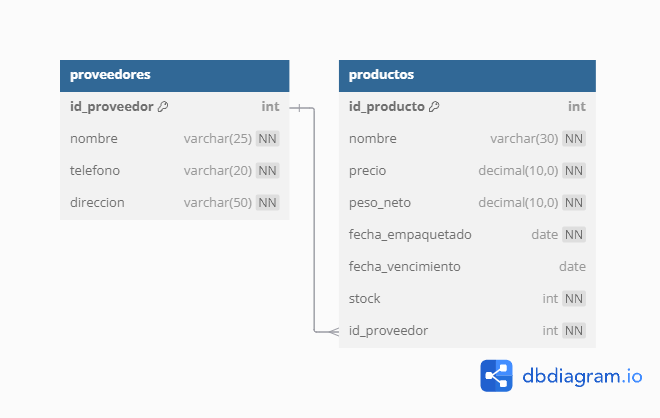 proveedores
id_proveedor int
nombre varchar(25) NN
telefono varchar(20) NN
direccion varchar(50) NN
productos
id_producto int
nombre varchar(30) NN
precio decimal(10,0) NN
peso_neto decimal(10,0) NN
fecha_empaquetado date NN
fecha_vencimiento date
stock int NN
id_proveedor int NN
dbdiagram.io